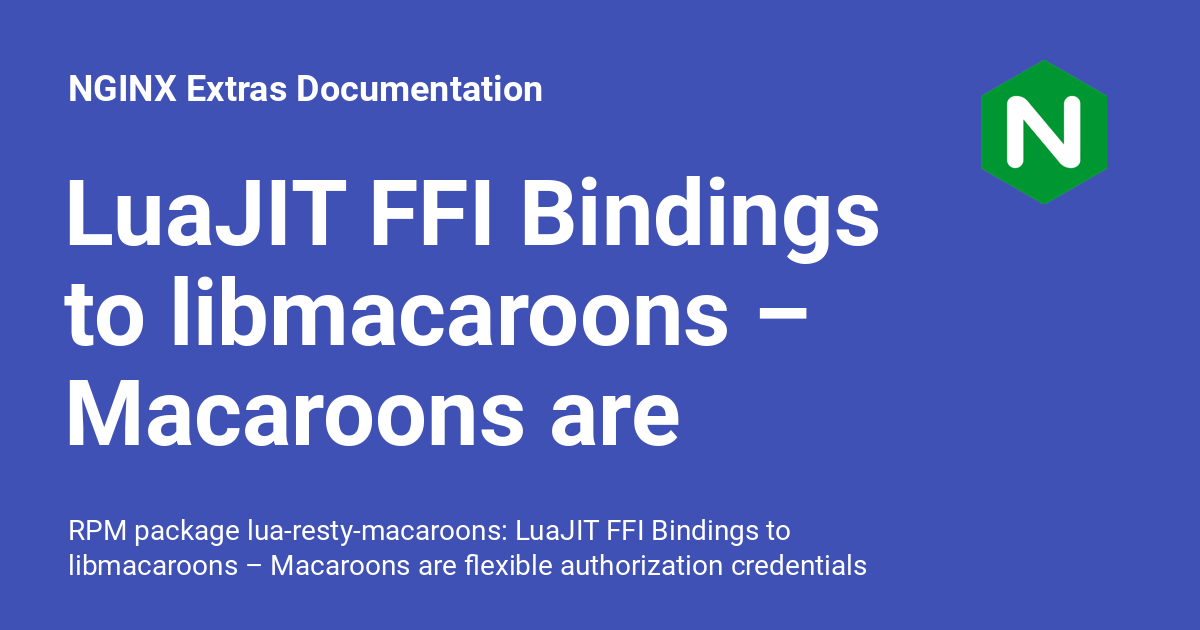 NGINX Extras Documentation
N
LuaJIT FFI Bindings
to libmacaroons –
Macaroons are
RPM package lua-resty-macaroons: LuaJIT FFI Bindings to
libmacaroons – Macaroons are flexible authorization credentials